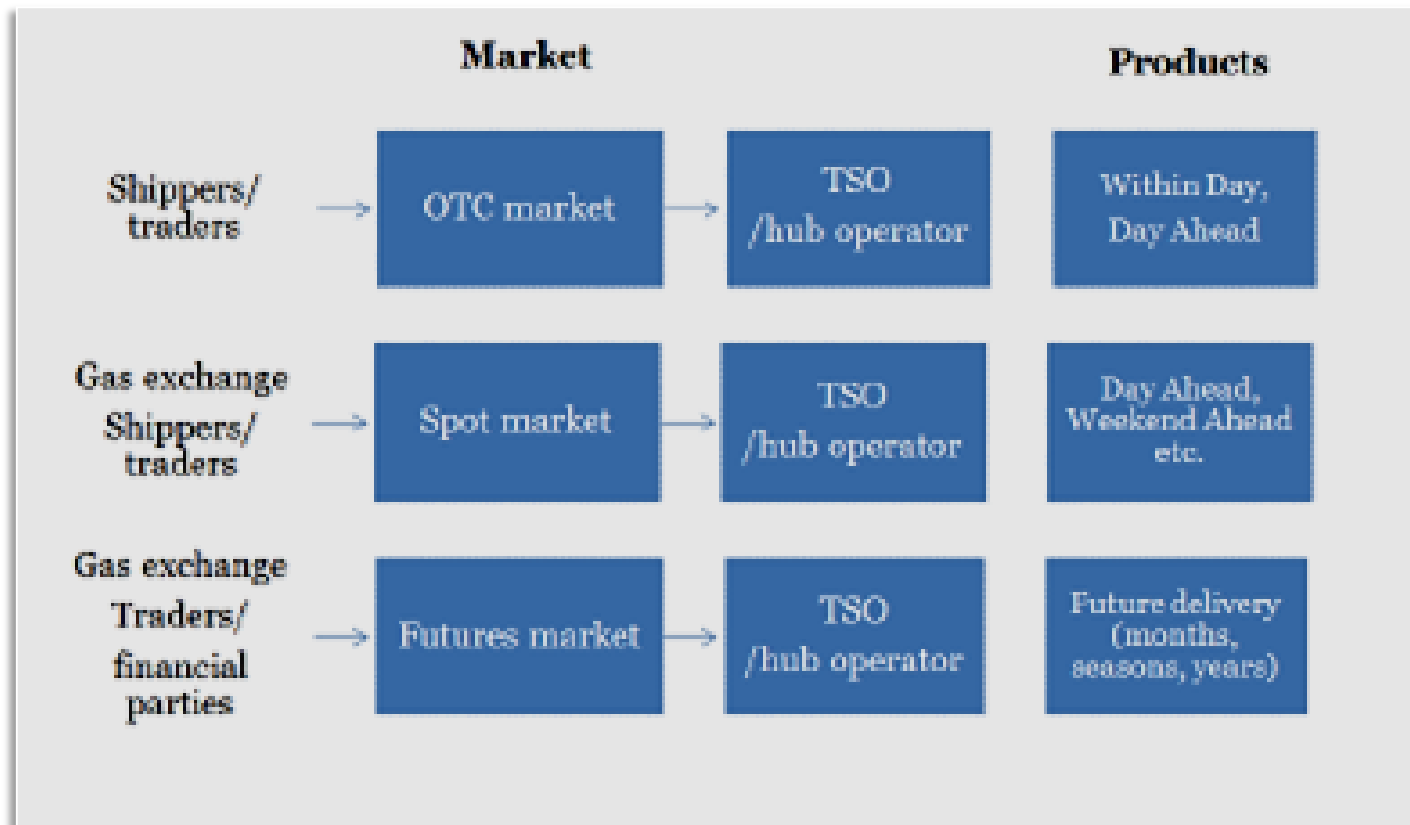 Market
Products
Shippers/
traders
OTC market
TSO
/hub operator
Within Day,
Day Ahead
Gas exchange
Shippers/
traders
Spot market
TSO
/hub operator
Day Ahead,
Weekend Ahead
etc.
Gas exchange
Traders/
financial
parties
Futures market
TSO
/hub operator
Future delivery
(months,
seasons, years)